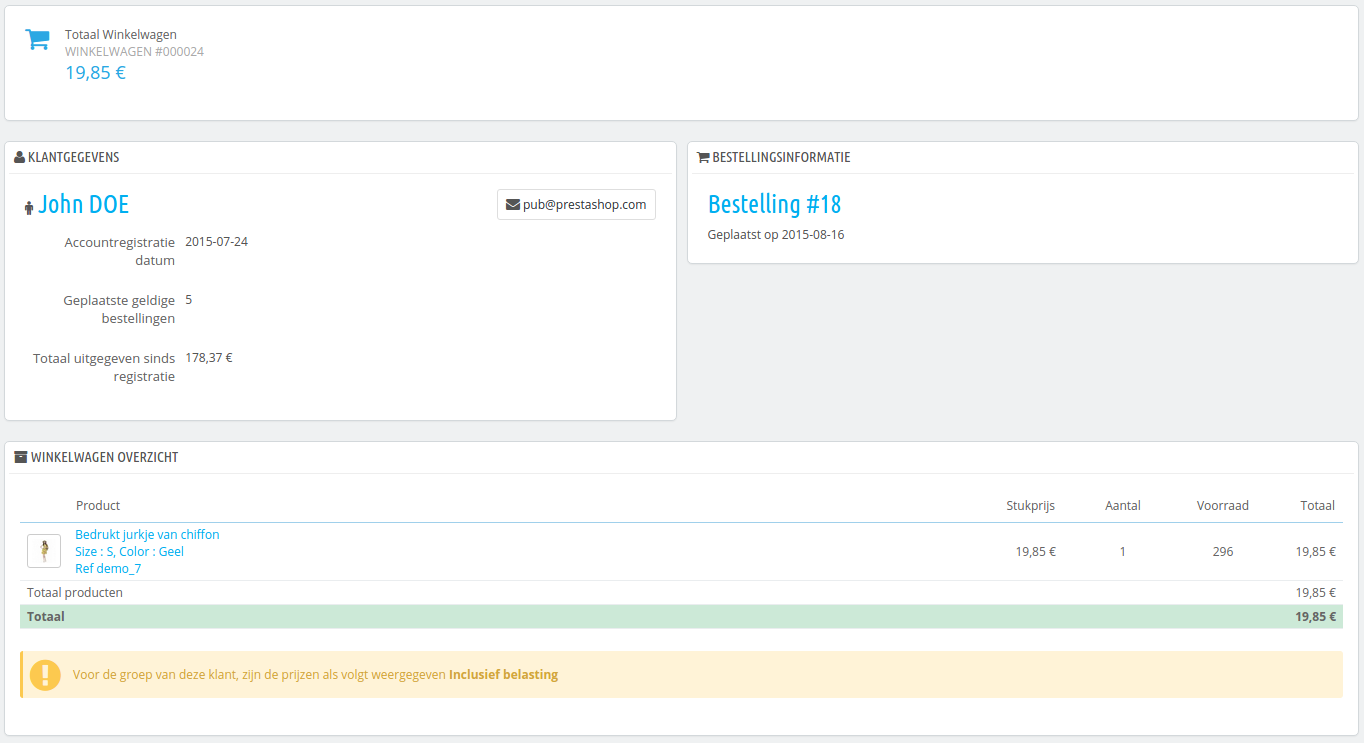 Totaal Winkelwagen
WINKELWAGEN #000024
19,85 €
KLANTGEGEVENS
John DOE
pub@prestashop.com
Accountregistratie 2015-07-24
datum
Geplaatste geldige 5
bestellingen
Totaal uitgegeven sinds 178,37 €
registratie
BESTELLINGSINFORMATIE
Bestelling #18
Geplaatst op 2015-08-16
WINKELWAGEN OVERZICHT
Product Stukprijs Aantal Voorraad Totaal
Bedrukt jurkje van chiffon
Size : S, Color : Geel 19,85 € 1 296 19,85 €
Ref demo_7
Totaal producten 19,85 €
Totaal 19,85 €
Voor de groep van deze klant, zijn de prijzen als volgt weergegeven Inclusief belasting